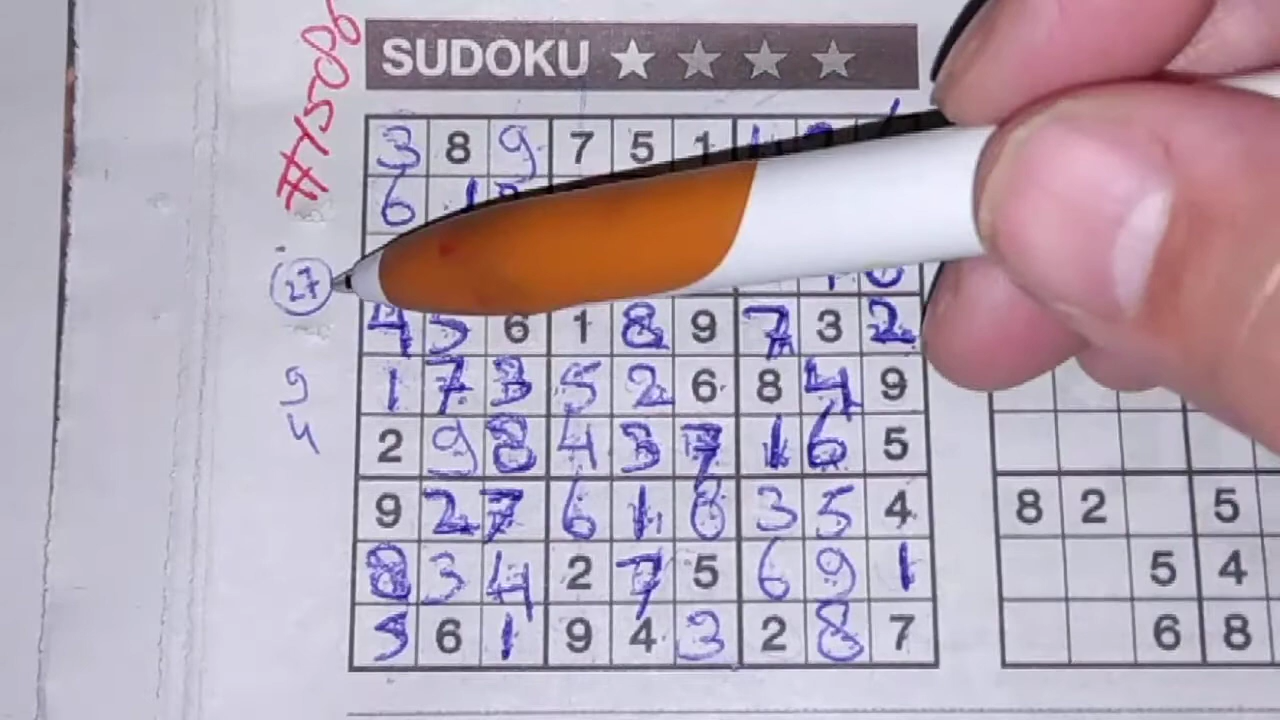 #Y5086
SUDOKU
3 8 9 7 5 1
6 1
27
4 5 6 1 8 9 7 3 2
9
1 7 3 5 2 6 8 4 9
4
2 9 8 4 3 7 1 6 5
9 2 7 6 1 8 3 5 4
8 2 5
8 3 4 2 7 5 6 9 1
5 4
5 6 1 9 4 3 2 8 7
6 8